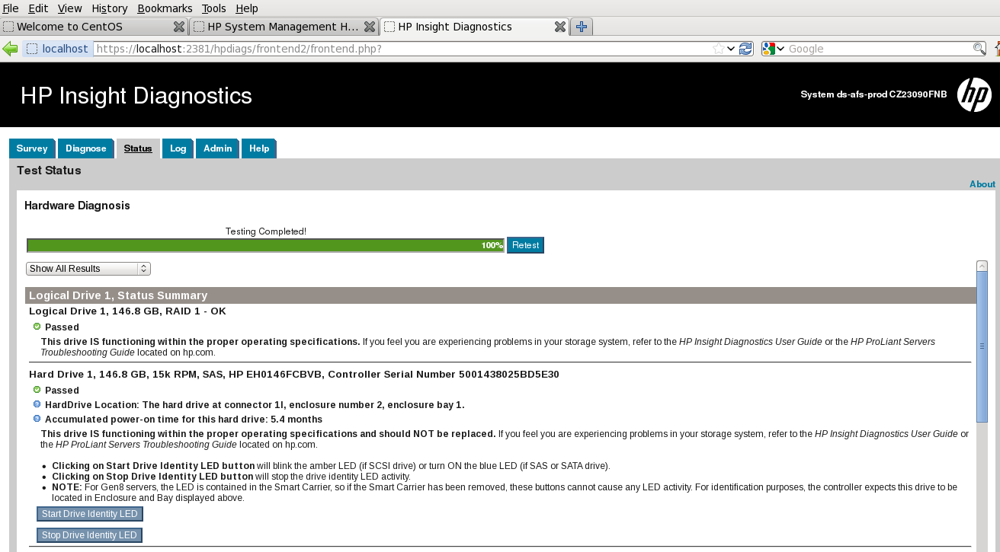 File Edit View History Bookmarks Tools Help
Welcome to CentOS HP System Management H... HP Insight Diagnostics
localhost https://localhost:2381/hpdiags/frontend2/frontend.php? Google
HP Insight Diagnostics
System ds-afs-prod CZ23090FNB hp
Survey Diagnose Status Log Admin Help
Test Status
About
Hardware Diagnosis
Testing Completed!
100% Retest
Show All Results
Logical Drive 1, Status Summary
Logical Drive 1, 146.8 GB, RAID 1 - OK
Passed
This drive IS functioning within the proper operating specifications. If you feel you are experiencing problems in your storage system, refer to the HP Insight Diagnostics User Guide or the HP ProLiant Servers
Troubleshooting Guide located on hp.com.
Hard Drive 1, 146.8 GB, 15k RPM, SAS, HP EH0146FCBVB, Controller Serial Number 5001438025BD5E30
Passed
HardDrive Location: The hard drive at connector 1I, enclosure number 2, enclosure bay 1.
Accumulated power-on time for this hard drive: 5.4 months
This drive IS functioning within the proper operating specifications and should NOT be replaced. If you feel you are experiencing problems in your storage system, refer to the HP Insight Diagnostics User Guide or
the HP ProLiant Servers Troubleshooting Guide located on hp.com.
• Clicking on Start Drive Identity LED button will blink the amber LED (if SCSI drive) or turn ON the blue LED (if SAS or SATA drive).
• Clicking on Stop Drive Identity LED button will stop the drive identity LED activity.
• NOTE: For Gen8 servers, the LED is contained in the Smart Carrier, so if the Smart Carrier has been removed, these buttons cannot cause any LED activity. For identification purposes, the controller expects this drive to be
located in Enclosure and Bay displayed above.
Start Drive Identity LED
Stop Drive Identity LED